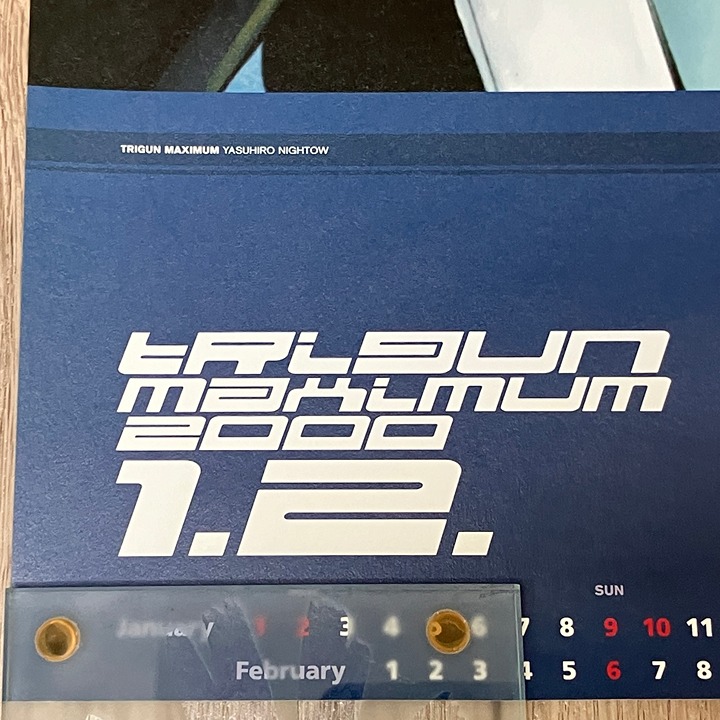 TRIGUN MAXIMUM YASUHIRO NIGHTOW
tRigun
maximum
2000
1.2.
SUN
January 1 2 3 4 6 7 8 9 10 11
February 1 2 3 4 5 6 7 8